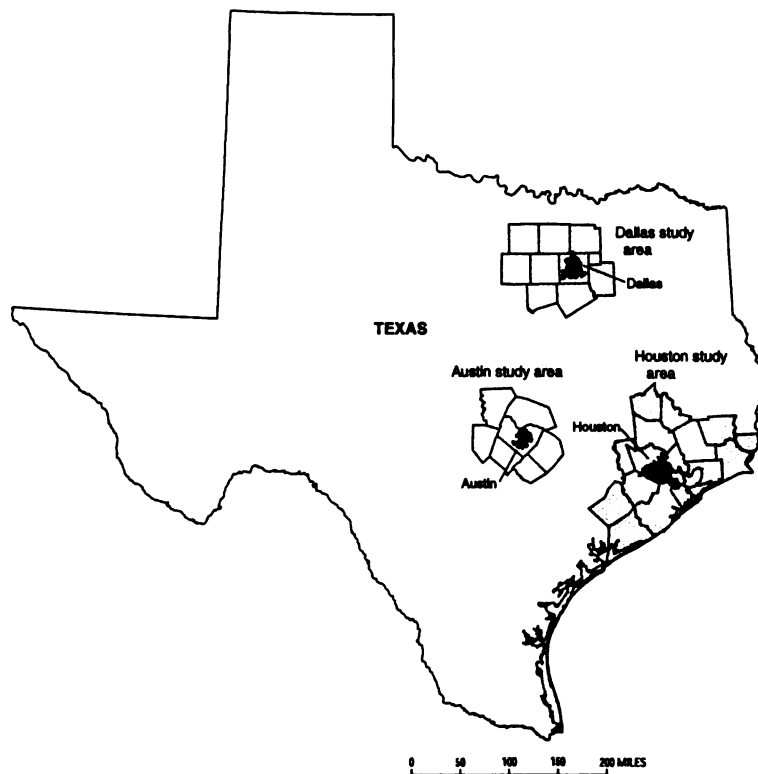 Dallas study
area
Dallas
TEXAS
Austin study area
Houston study
area
Houston
Austin
0 50 100 150 200 MILES